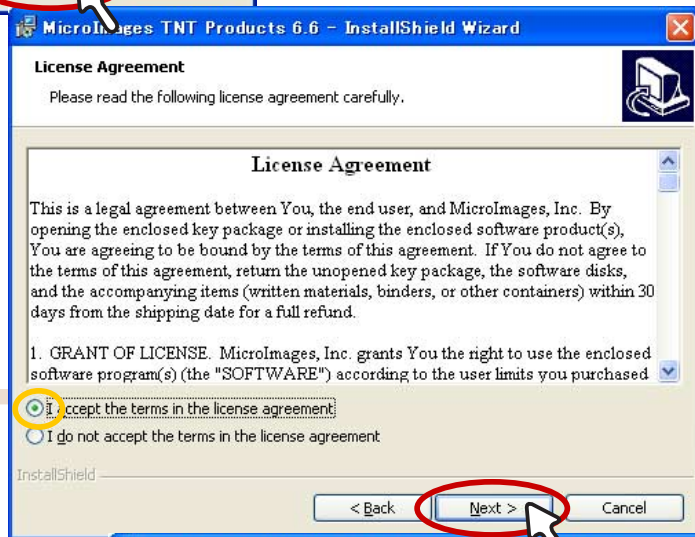 MicroImages TNT Products 6.6 - InstallShield Wizard
License Agreement
Please read the following license agreement carefully.
License Agreement
This is a legal agreement between You, the end user, and MicroImages, Inc. By
opening the enclosed key package or installing the enclosed software product(s),
You are agreeing to be bound by the terms of this agreement. If You do not agree to
the terms of this agreement, return the unopened key package, the software disks,
and the accompanying items (written materials, binders, or other containers) within 30
days from the shipping date for a full refund.
1. GRANT OF LICENSE. MicroImages, Inc. grants You the right to use the enclosed
software program(s) (the "SOFTWARE") according to the user limits you purchased
I accept the terms in the license agreement
I do not accept the terms in the license agreement
InstallShield
< Back
Next >
Cancel